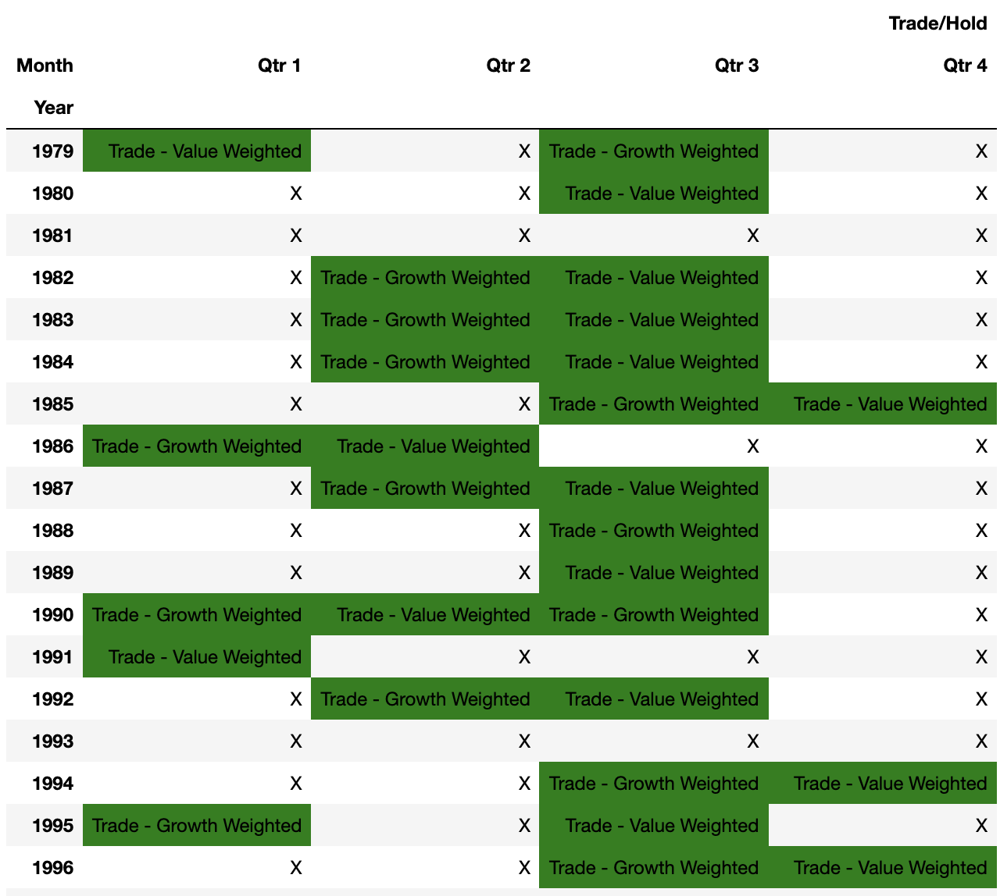 Trade/Hold
Month Qtr 1 Qtr 2 Qtr 3 Qtr 4
Year
1979 Trade - Value Weighted X Trade - Growth Weighted X
1980 X X Trade - Value Weighted X
1981 X X X X
1982 X Trade - Growth Weighted Trade - Value Weighted X
1983 X Trade - Growth Weighted Trade - Value Weighted X
1984 X Trade - Growth Weighted Trade - Value Weighted X
1985 X X Trade - Growth Weighted Trade - Value Weighted
1986 Trade - Growth Weighted Trade - Value Weighted X X
1987 X Trade - Growth Weighted Trade - Value Weighted X
1988 X X Trade - Growth Weighted X
1989 X X Trade - Value Weighted X
1990 Trade - Growth Weighted Trade - Value Weighted Trade - Growth Weighted X
1991 Trade - Value Weighted X X X
1992 X Trade - Growth Weighted Trade - Value Weighted X
1993 X X X X
1994 X X Trade - Growth Weighted Trade - Value Weighted
1995 Trade - Growth Weighted X Trade - Value Weighted X
1996 X X Trade - Growth Weighted Trade - Value Weighted